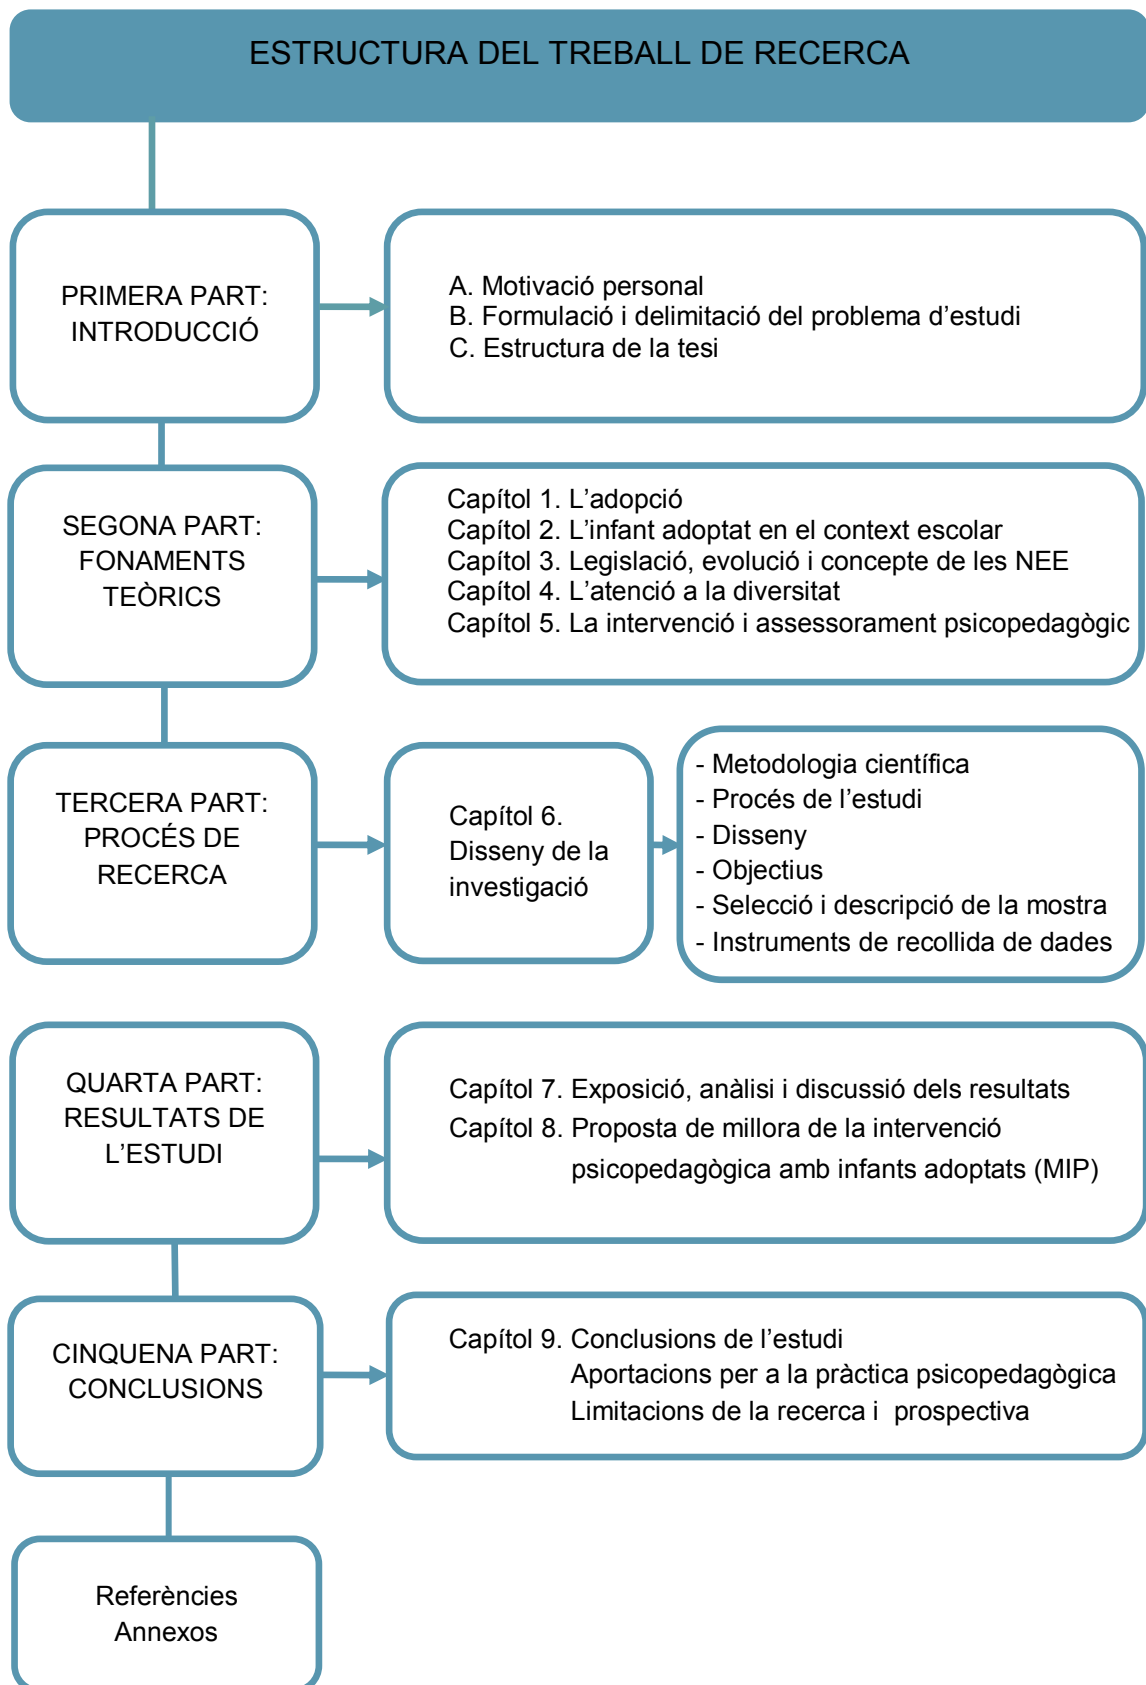 ESTRUCTURA DEL TREBALL DE RECERCA
PRIMERA PART:
INTRODUCCIÓ
A. Motivació personal
B. Formulació i delimitació del problema d’estudi
C. Estructura de la tesi
SEGONA PART:
FONAMENTS
TEÒRICS
Capítol 1. L’adopció
Capítol 2. L’infant adoptat en el context escolar
Capítol 3. Legislació, evolució i concepte de les NEE
Capítol 4. L’atenció a la diversitat
Capítol 5. La intervenció i assessorament psicopedagògic
TERCERA PART:
PROCÉS DE
RECERCA
Capítol 6.
Disseny de la
investigació
- Metodologia científica
- Procés de l’estudi
- Disseny
- Objectius
- Selecció i descripció de la mostra
- Instruments de recollida de dades
QUARTA PART:
RESULTATS DE
L’ESTUDI
Capítol 7. Exposició, anàlisi i discussió dels resultats
Capítol 8. Proposta de millora de la intervenció
psicopedagògica amb infants adoptats (MIP)
CINQUENA PART:
CONCLUSIONS
Capítol 9. Conclusions de l’estudi
Aportacions per a la pràctica psicopedagògica
Limitacions de la recerca i prospectiva
Referències
Annexos